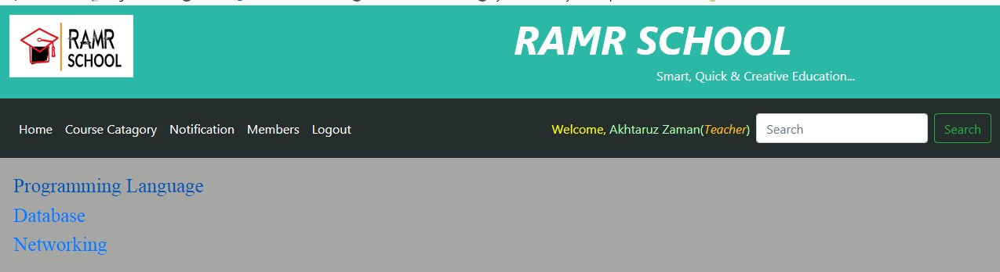 RAMR
SCHOOL
RAMR SCHOOL
Smart, Quick & Creative Education...
Home Course Catagory Notification Members Logout Welcome, Akhtaruz Zaman(Teacher) Search Search
Programming Language
Database
Networking